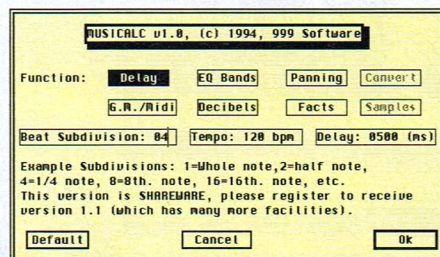 MUSICALC v1.0, (c) 1994, 999 Software
Function: Delay EQ Bands Panning Convert
G.M./Midi Decibels Facts Samples
Beat Subdivision: 04 Tempo: 120 bpm Delay: 0500 (ms)
Example Subdivisions: 1=Whole note,2=half note,
4=1/4 note, 8=8th. note, 16=16th. note, etc.
This version is SHAREWARE, please register to receive
version 1.1 (which has many more facilities).
Default Cancel Ok